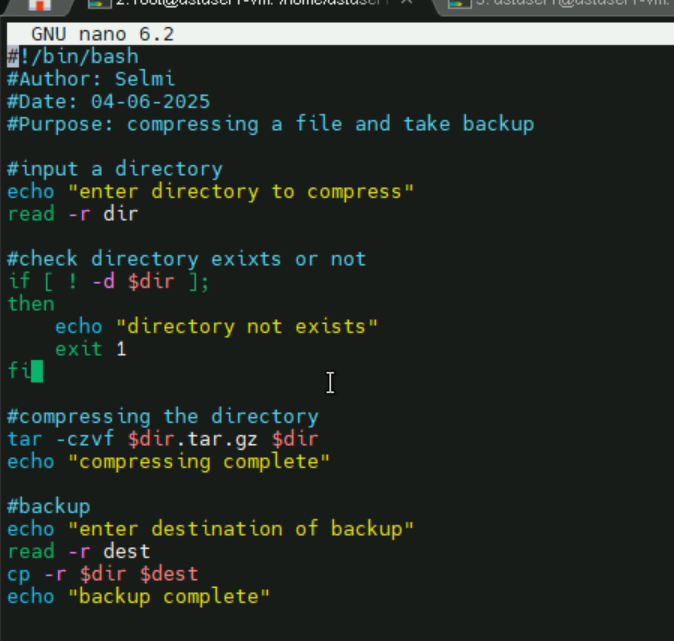 2. root@astuser1-vm: /home/astuser
3. astuser1@astuser1-vm:
GNU nano 6.2
#!/bin/bash
#Author: Selmi
#Date: 04-06-2025
#Purpose: compressing a file and take backup
#input a directory
echo "enter directory to compress"
read -r dir
#check directory exixts or not
if [ ! -d $dir ];
then
echo "directory not exists"
exit 1
fi
#compressing the directory
tar -czvf $dir.tar.gz $dir
echo "compressing complete"
#backup
echo "enter destination of backup"
read -r dest
cp -r $dir $dest
echo "backup complete"